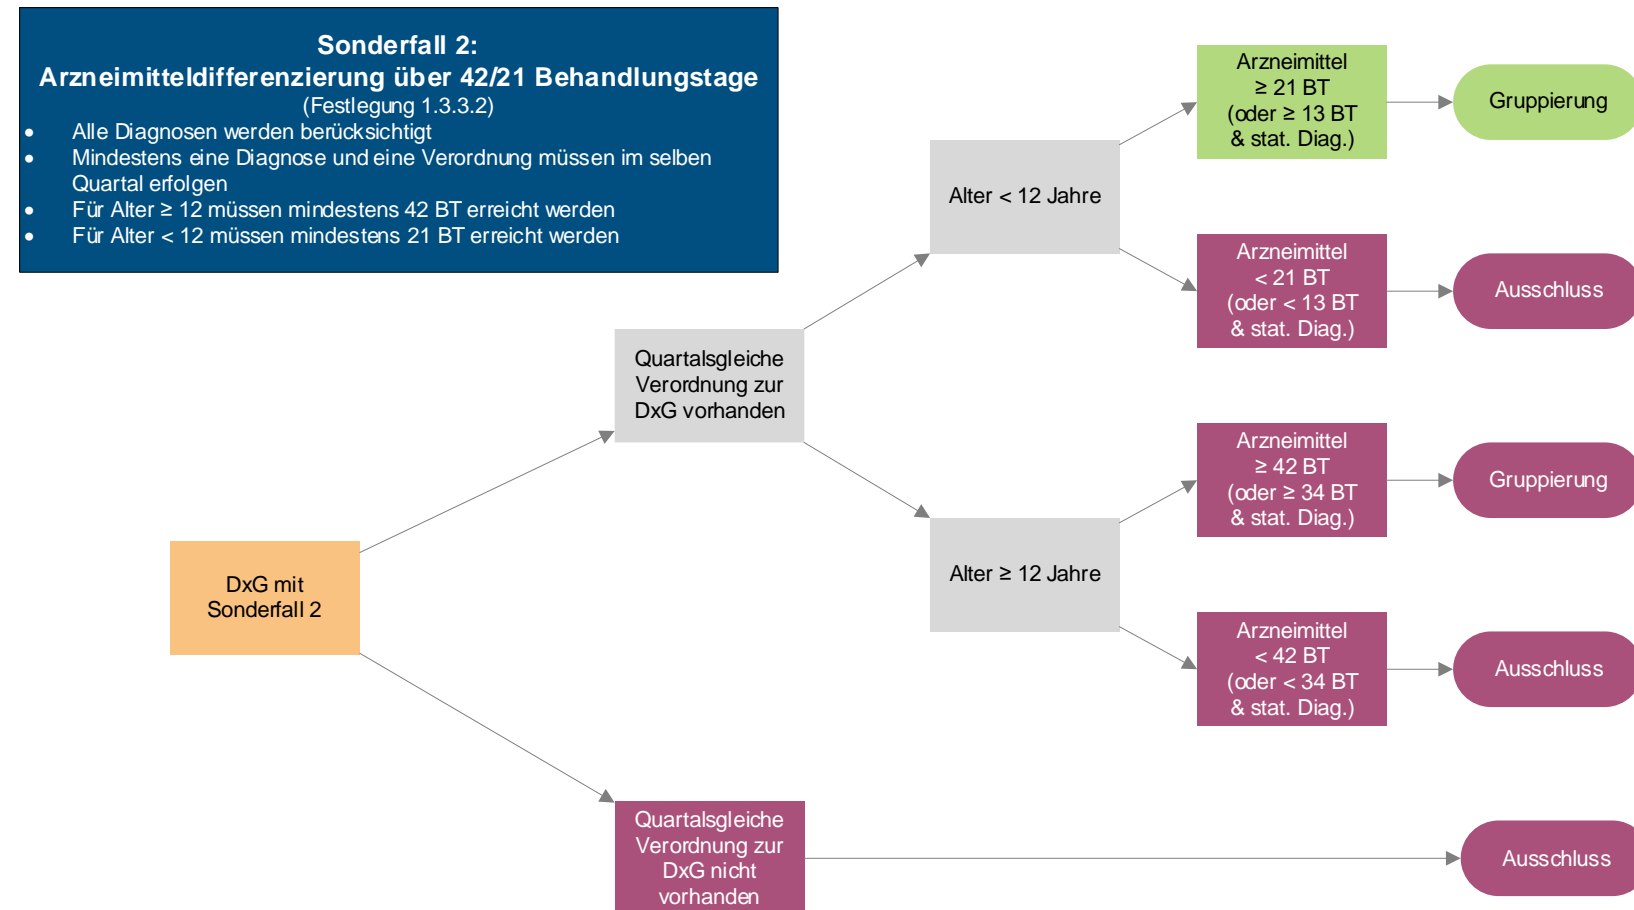 Sonderfall 2:
Arzneimitteldifferenzierung über 42/21 Behandlungstage
(Festlegung 1.3.3.2)
• Alle Diagnosen werden berücksichtigt
• Mindestens eine Diagnose und eine Verordnung müssen im selben
Quartal erfolgen
• Für Alter ≥ 12 müssen mindestens 42 BT erreicht werden
• Für Alter < 12 müssen mindestens 21 BT erreicht werden
DxG mit
Sonderfall 2
Quartalsgleiche
Verordnung zur
DxG vorhanden
Alter < 12 Jahre
Arzneimittel
≥ 21 BT
(oder ≥ 13 BT
& stat. Diag.)
Gruppierung
Arzneimittel
< 21 BT
(oder < 13 BT
& stat. Diag.)
Ausschluss
Alter ≥ 12 Jahre
Arzneimittel
≥ 42 BT
(oder ≥ 34 BT
& stat. Diag.)
Gruppierung
Arzneimittel
< 42 BT
(oder < 34 BT
& stat. Diag.)
Ausschluss
Quartalsgleiche
Verordnung zur
DxG nicht
vorhanden
Ausschluss